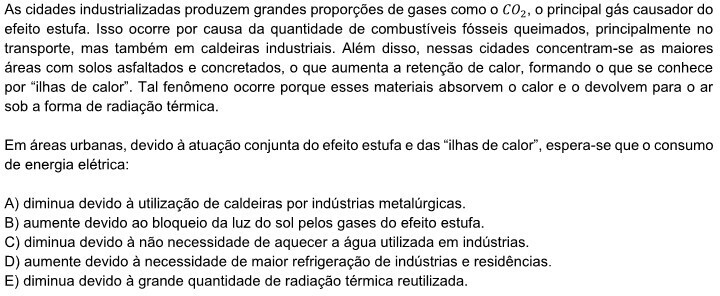 As cidades industrializadas produzem grandes proporções de gases como o CO₂, o principal gás causador do
efeito estufa. Isso ocorre por causa da quantidade de combustíveis fósseis queimados, principalmente no
transporte, mas também em caldeiras industriais. Além disso, nessas cidades concentram-se as maiores
áreas com solos asfaltados e concretados, o que aumenta a retenção de calor, formando o que se conhece
por “ilhas de calor”. Tal fenômeno ocorre porque esses materiais absorvem o calor e o devolvem para o ar
sob a forma de radiação térmica.
Em áreas urbanas, devido à atuação conjunta do efeito estufa e das “ilhas de calor”, espera-se que o consumo
de energia elétrica:
A) diminua devido à utilização de caldeiras por indústrias metalúrgicas.
B) aumente devido ao bloqueio da luz do sol pelos gases do efeito estufa.
C) diminua devido à não necessidade de aquecer a água utilizada em indústrias.
D) aumente devido à necessidade de maior refrigeração de indústrias e residências.
E) diminua devido à grande quantidade de radiação térmica reutilizada.